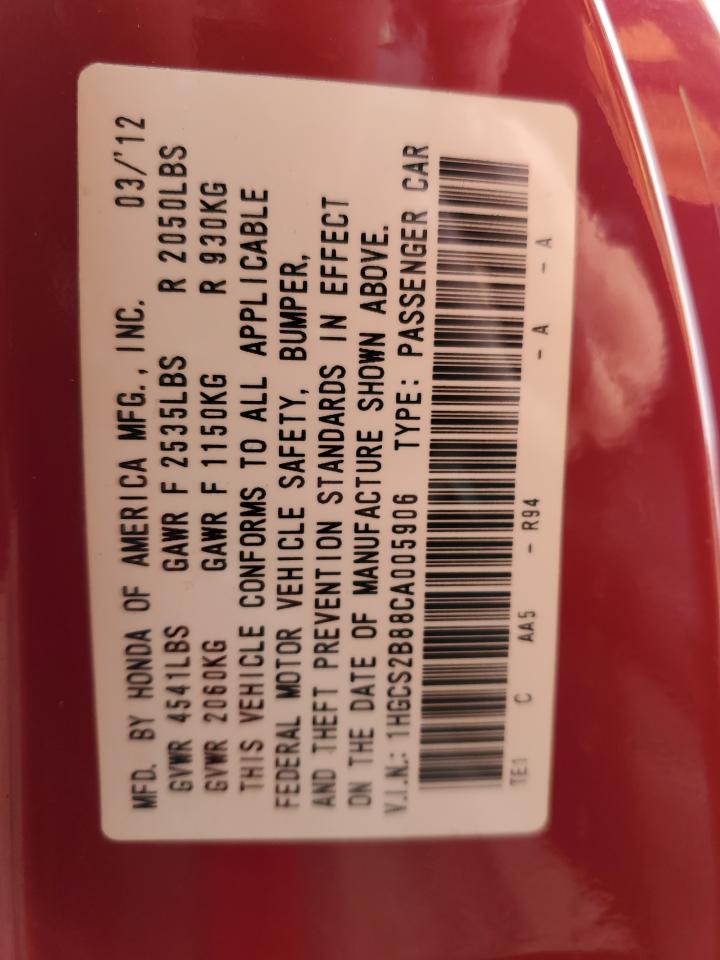 MFD. BY HONDA OF AMERICA MFG., INC. 03/'12
GVWR 4541LBS GAWR F 2535LBS R 2050LBS
GVWR 2060KG GAWR F 1150KG R 930KG
THIS VEHICLE CONFORMS TO ALL APPLICABLE
FEDERAL MOTOR VEHICLE SAFETY, BUMPER,
AND THEFT PREVENTION STANDARDS IN EFFECT
ON THE DATE OF MANUFACTURE SHOWN ABOVE.
V.I.N.: 1HGCS2B88CA005906 TYPE: PASSENGER CAR
TE1 C AA5 - R94 - A - A